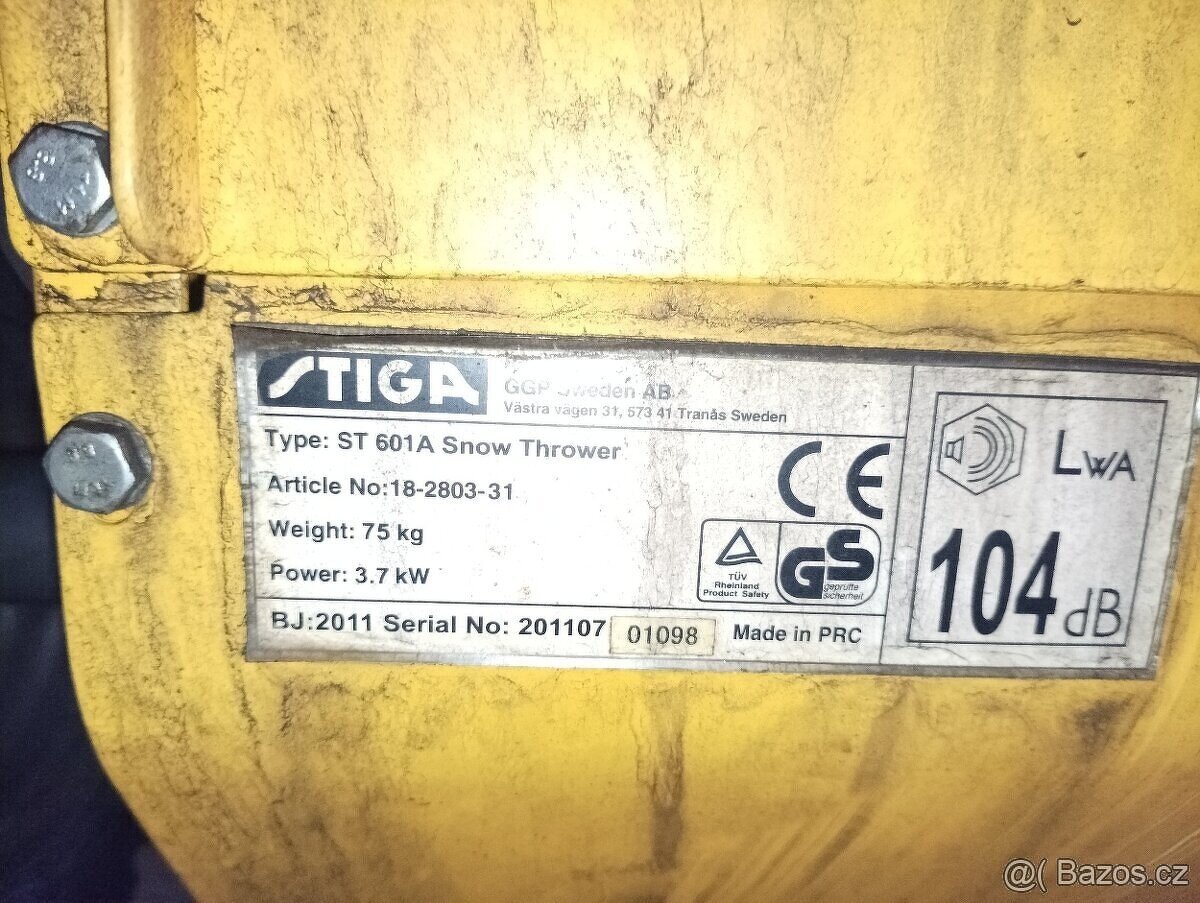 STIGA
GGP Sweden AB
Västra vägen 31, 573 41 Tranås Sweden
Type: ST 601A Snow Thrower
Article No:18-2803-31
Weight: 75 kg
Power: 3.7 kW
CE
TÜV
Rheinland
Product Safety
GS
geprüfte
Sicherheit
BJ:2011 Serial No: 201107 01098 Made in PRC
LWA
104 dB
@( Bazos.cz